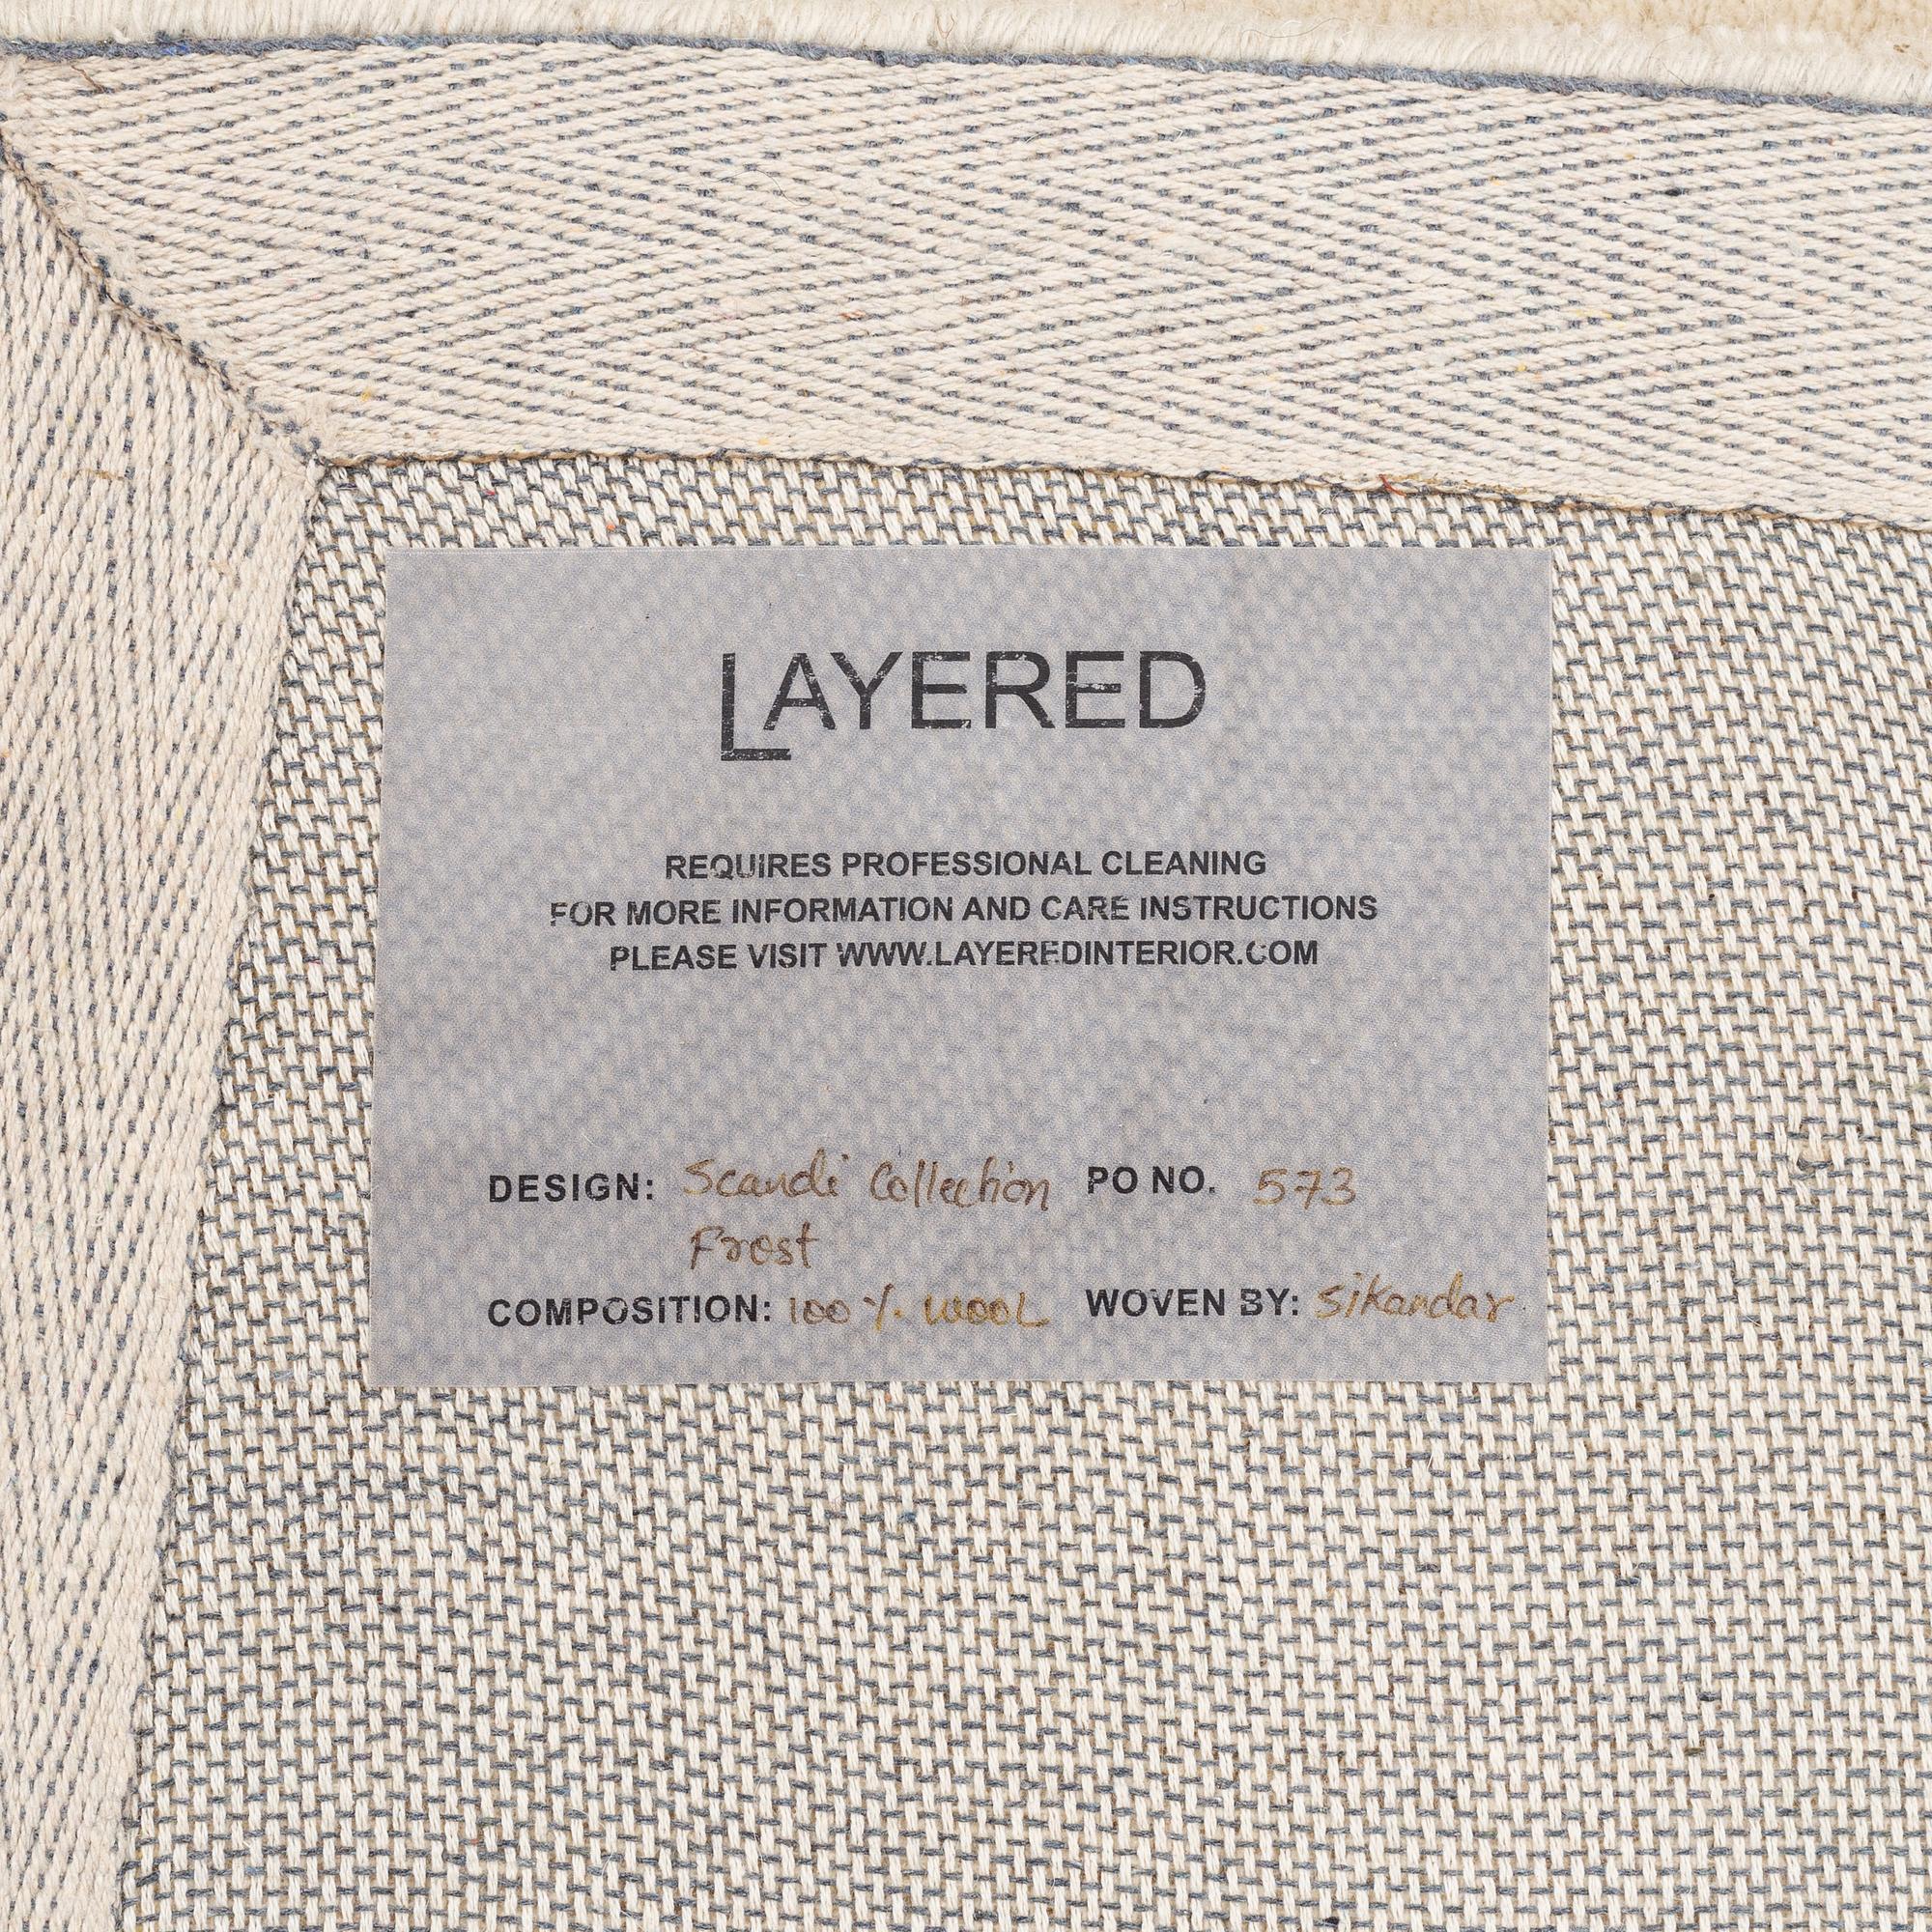 LAYERED
REQUIRES PROFESSIONAL CLEANING
FOR MORE INFORMATION AND CARE INSTRUCTIONS
PLEASE VISIT WWW.LAYEREDINTERIOR.COM
DESIGN: Scandi Collection PO NO. 573
Frost
COMPOSITION: 100 % WOOL WOVEN BY: Sikandar